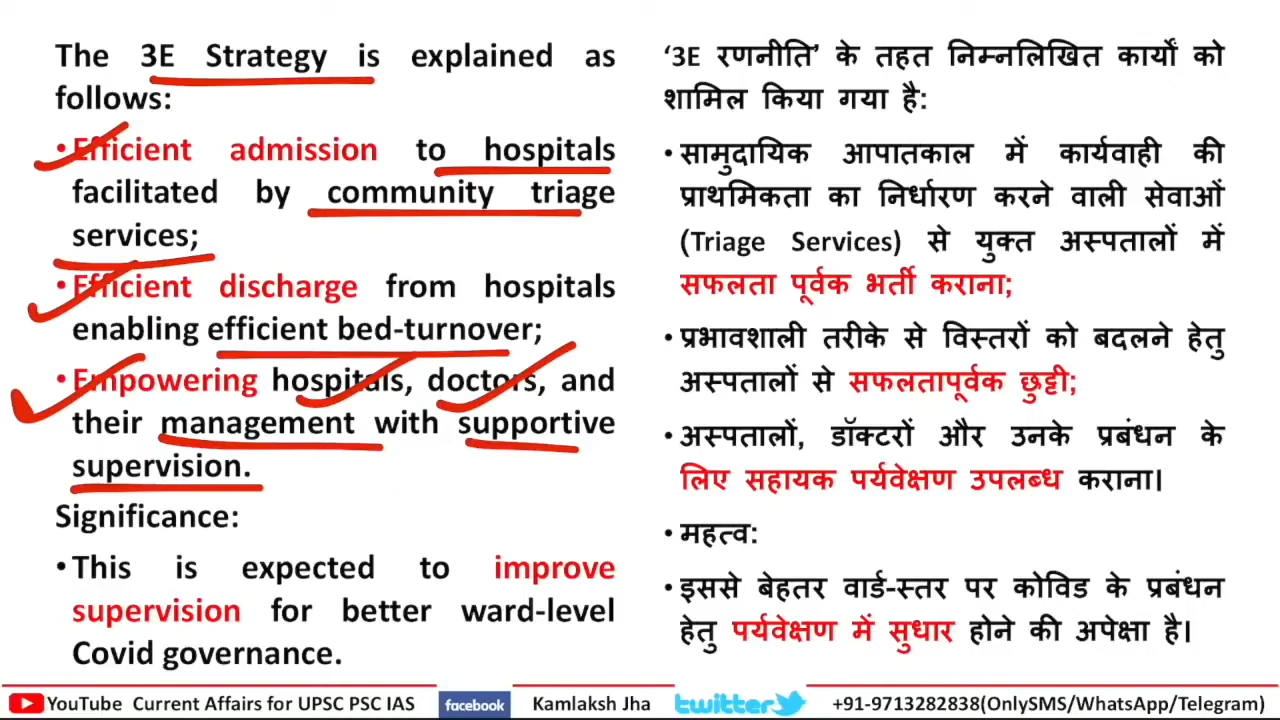 The 3E Strategy is explained as
follows:
•Efficient admission to hospitals
facilitated by community triage
services;
•Efficient discharge from hospitals
enabling efficient bed-turnover;
•Empowering hospitals, doctors, and
their management with supportive
supervision.
Significance:
•This is expected to improve
supervision for better ward-level
Covid governance.
‘3E रणनीति’ के तहत निम्नलिखित कार्यों को
शामिल किया गया है:
•सामुदायिक आपातकाल में कार्यवाही की
प्राथमिकता का निर्धारण करने वाली सेवाओं
(Triage Services) से युक्त अस्पतालों में
सफलता पूर्वक भर्ती कराना;
•प्रभावशाली तरीके से विस्तरों को बदलने हेतु
अस्पतालों से सफलतापूर्वक छुट्टी;
•अस्पतालों, डॉक्टरों और उनके प्रबंधन के
लिए सहायक पर्यवेक्षण उपलब्ध कराना।
•महत्व:
•इससे बेहतर वार्ड-स्तर पर कोविड के प्रबंधन
हेतु पर्यवेक्षण में सुधार होने की अपेक्षा है।
YouTube Current Affairs for UPSC PSC IAS facebook Kamlaksh Jha twitter +91-9713282838(OnlySMS/WhatsApp/Telegram)